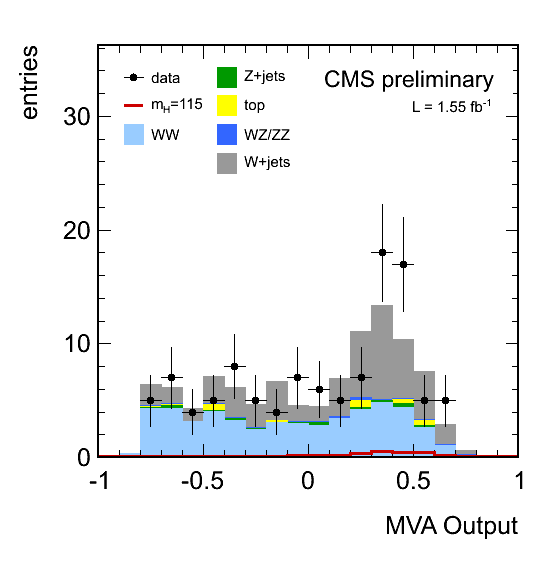 entries
30
20
10
0
data
m_H=115
WW
Z+jets
top
WZ/ZZ
W+jets
CMS preliminary
L = 1.55 fb⁻¹
-1 -0.5 0 0.5 1
MVA Output